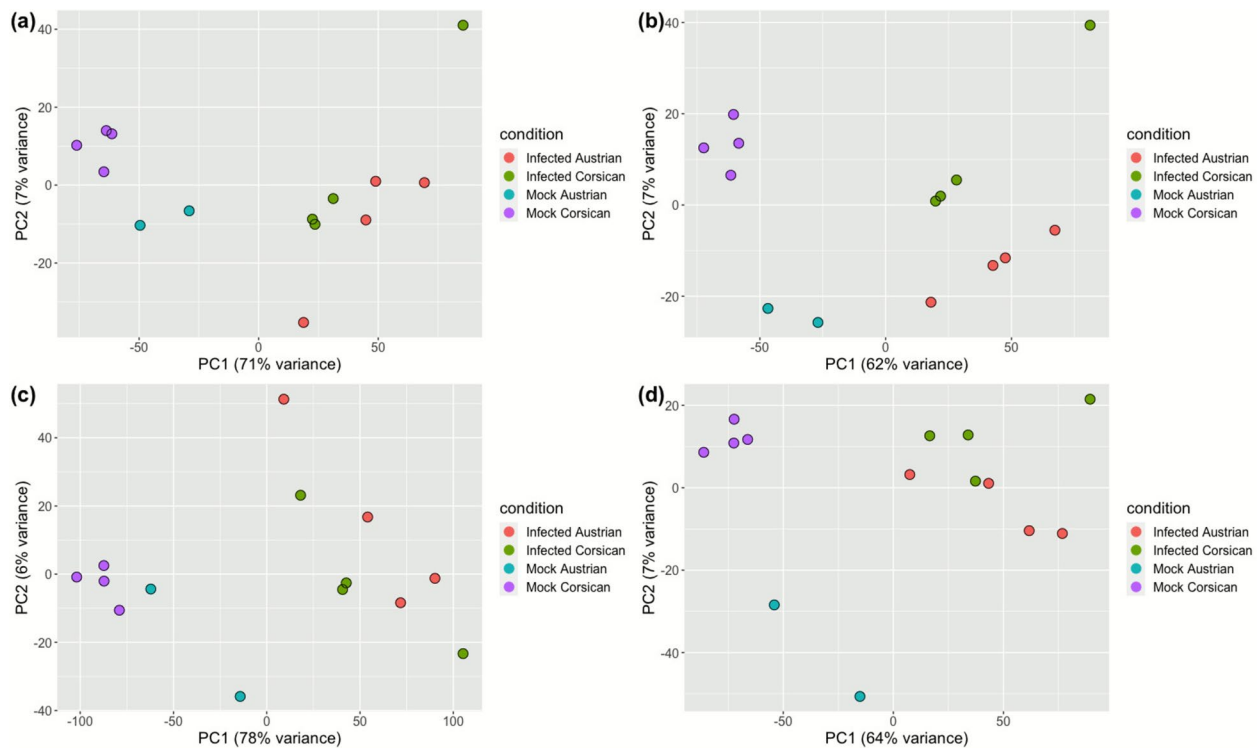 (a)
40
20
0
-20
PC2 (7% variance)
-50
0
50
PC1 (71% variance)
condition
Infected Austrian
Infected Corsican
Mock Austrian
Mock Corsican
(b)
40
20
0
-20
PC2 (7% variance)
-50
0
50
PC1 (62% variance)
condition
Infected Austrian
Infected Corsican
Mock Austrian
Mock Corsican
(c)
40
20
0
-20
-40
PC2 (6% variance)
-100
-50
0
50
100
PC1 (78% variance)
condition
Infected Austrian
Infected Corsican
Mock Austrian
Mock Corsican
(d)
20
0
-20
-40
PC2 (7% variance)
-50
0
50
PC1 (64% variance)
condition
Infected Austrian
Infected Corsican
Mock Austrian
Mock Corsican